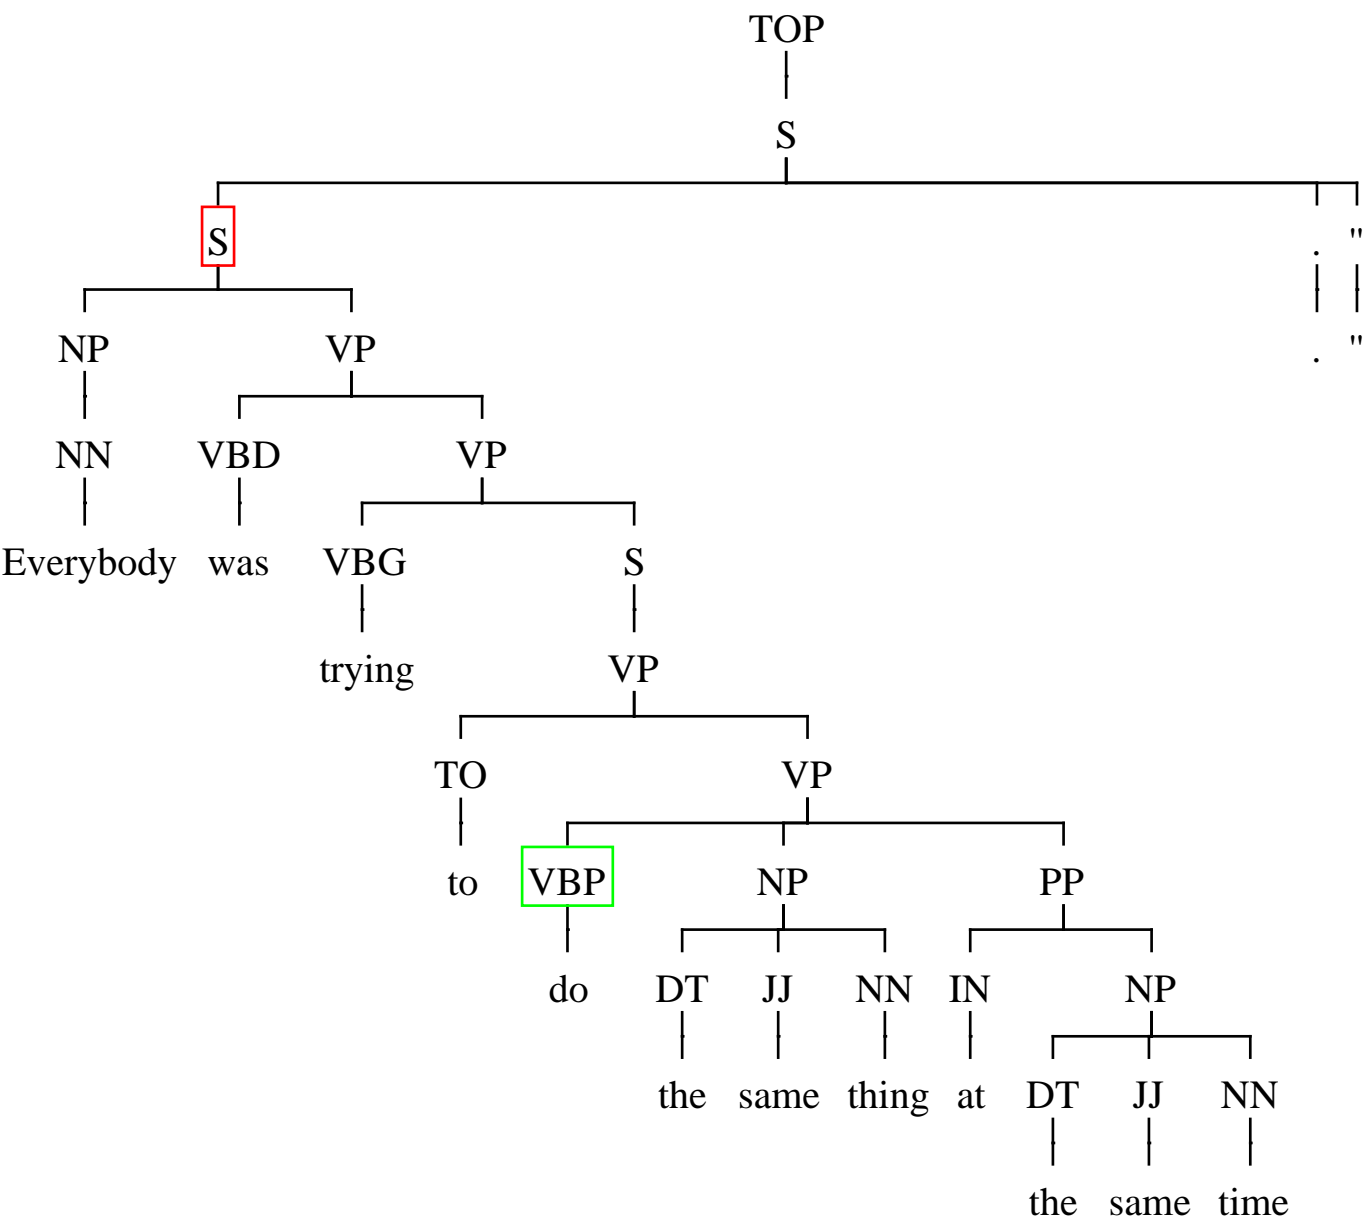 TOP
S
S . "
NP VP . "
NN VBD VP
Everybody was VBG S
trying VP
TO VP
to VBP NP PP
do DT JJ NN IN NP
the same thing at DT JJ NN
the same time